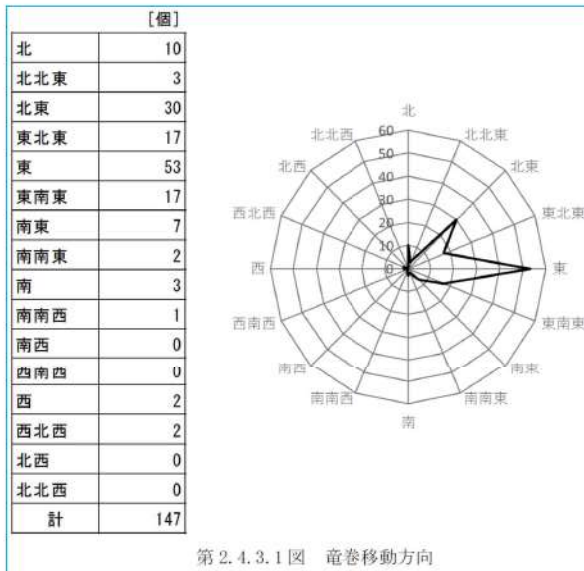 [個]
北 10
北北東 3
北東 30
東北東 17
東 53
東南東 17
南東 7
南南東 2
南 3
南南西 1
南西 0
西南西 0
西 2
西北西 2
北西 0
北北西 0
計 147
北
北北西 60 北北東
50
北西 40 北東
30
西北西 20 東北東
10
西 0 東
西南西 東南東
南西 南東
南南西 南南東
南
第2.4.3.1図 竜巻移動方向